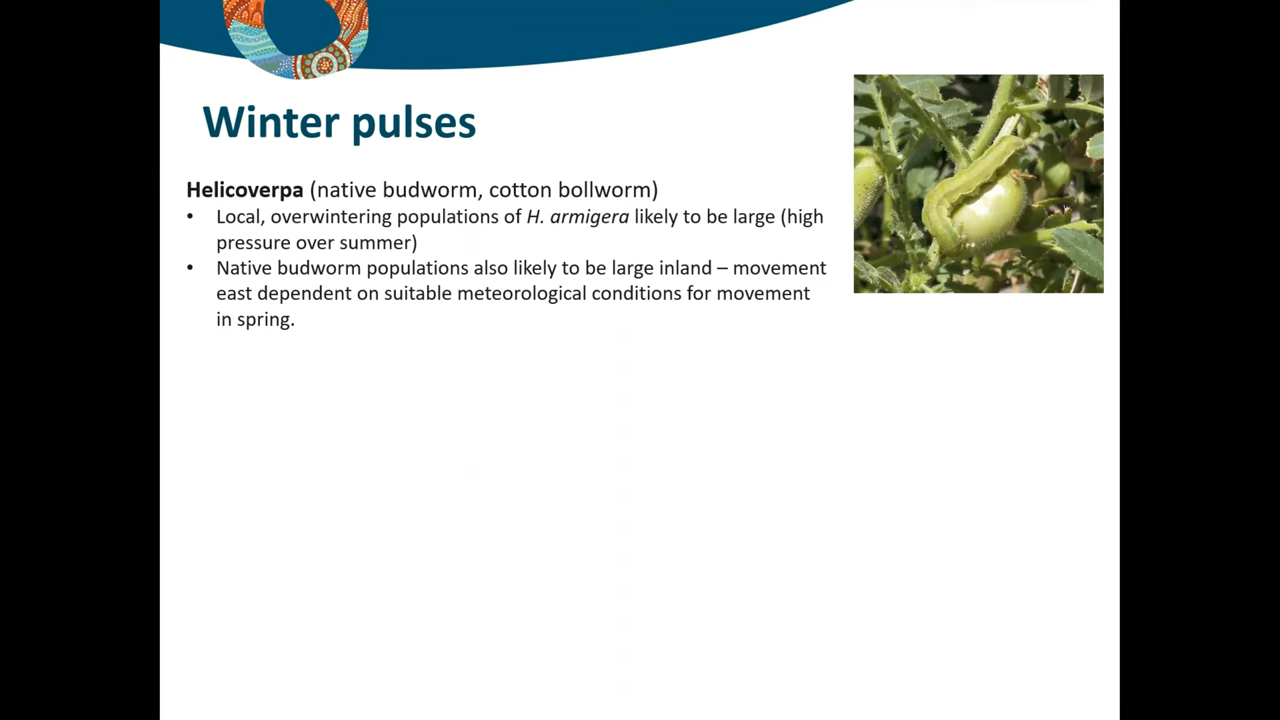 Winter pulses
Helicoverpa (native budworm, cotton bollworm)
• Local, overwintering populations of H. armigera likely to be large (high
pressure over summer)
• Native budworm populations also likely to be large inland – movement
east dependent on suitable meteorological conditions for movement
in spring.